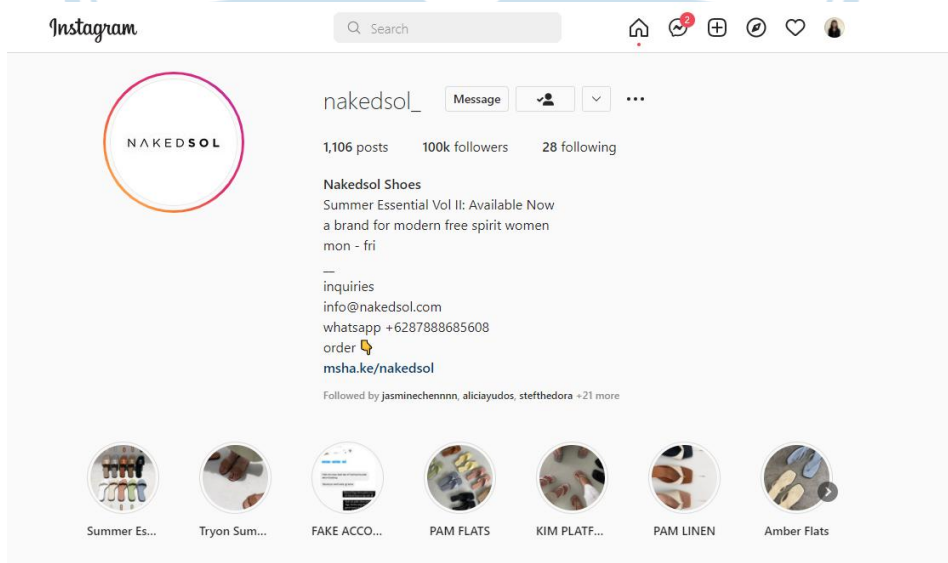 Instagram
Search
2
NAKEDSOL
nakedsol_ Message
1,106 posts 100k followers 28 following
Nakedsol Shoes
Summer Essential Vol II: Available Now
a brand for modern free spirit women
mon - fri
—
inquiries
info@nakedsol.com
whatsapp +6287888685608
order 👇
msha.ke/nakedsol
Followed by jasminechennnn, aliciayudos, stefthedora +21 more
Summer Es... Tryon Sum... FAKE ACCO... PAM FLATS KIM PLATF... PAM LINEN Amber Flats